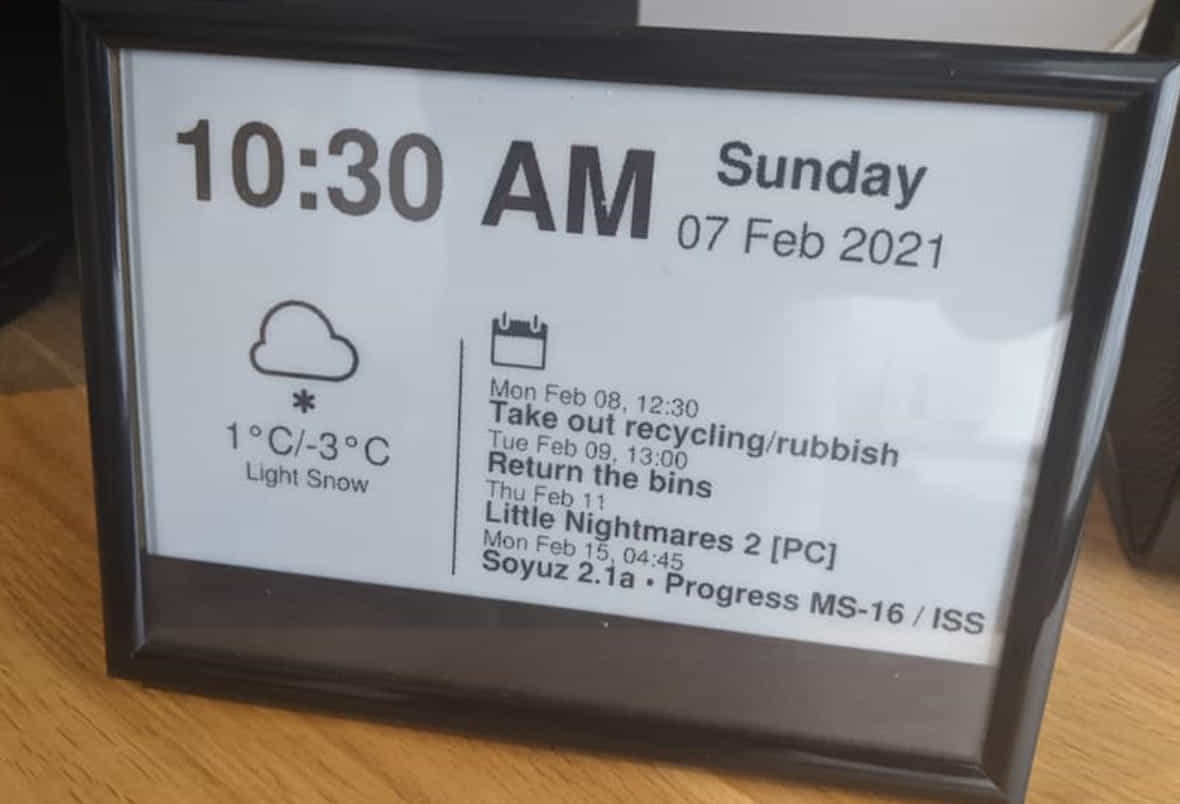 10:30 AM
Sunday
07 Feb 2021
1°C/-3°C
Light Snow
Mon Feb 08, 12:30
Take out recycling/rubbish
Tue Feb 09, 13:00
Return the bins
Thu Feb 11
Little Nightmares 2 [PC]
Mon Feb 15, 04:45
Soyuz 2.1a • Progress MS-16 / ISS